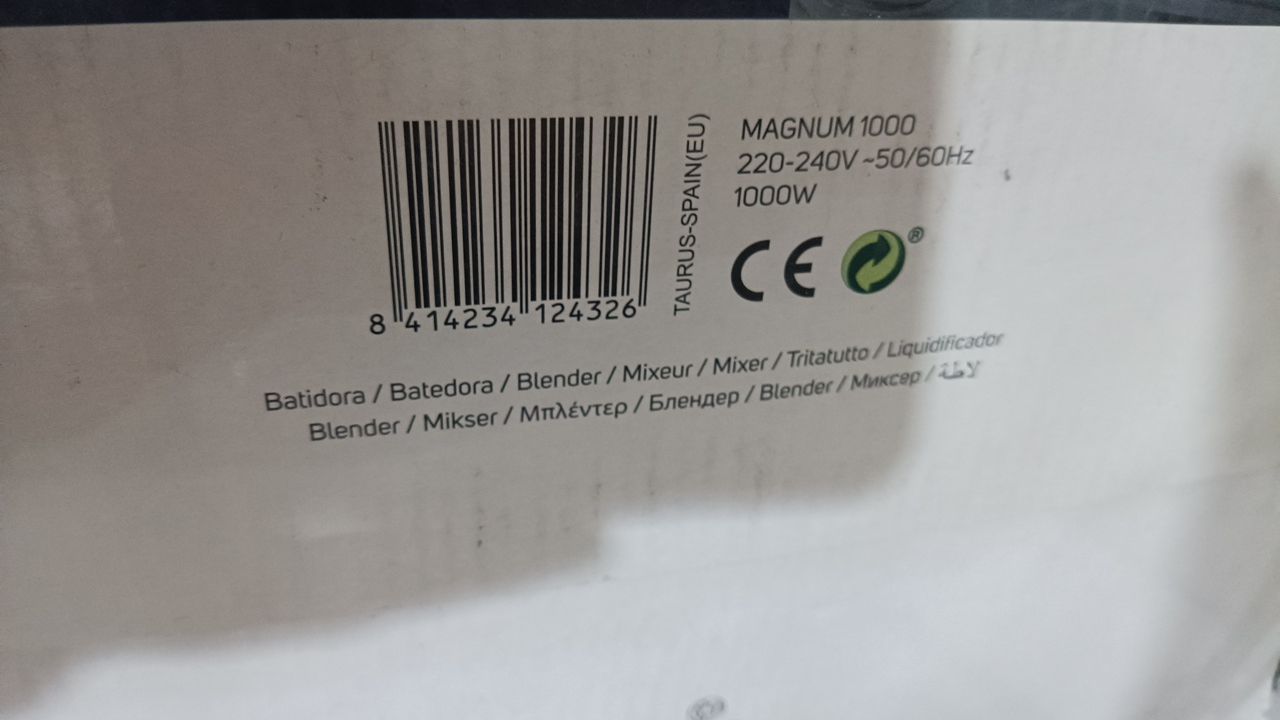 8 414234 124326
TAURUS-SPAIN(EU)
MAGNUM 1000
220-240V ~50/60Hz
1000W
CE
®
Batidora / Batedora / Blender / Mixeur / Mixer / Tritatutto / Liquidificador
Blender / Mikser / Μπλέντερ / Блендер / Blender / Миксер /